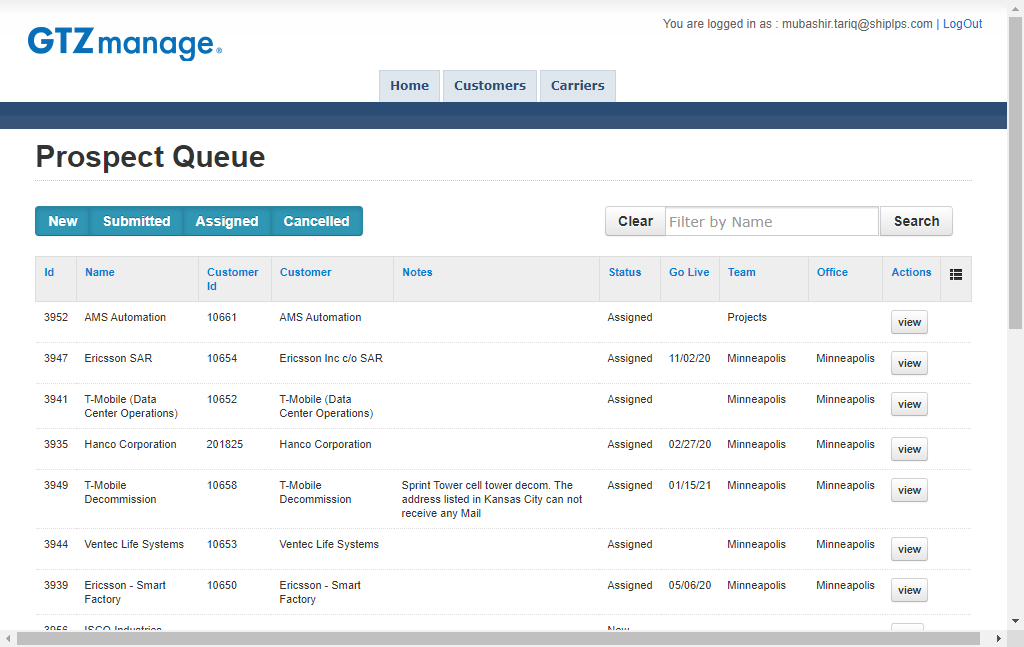 You are logged in as : mubashir.tariq@shiplps.com | LogOut
GTZmanage®
Home Customers Carriers
Prospect Queue
New Submitted Assigned Cancelled Clear Filter by Name Search
Id Name Customer Id Customer Notes Status Go Live Team Office Actions
3952 AMS Automation 10661 AMS Automation Assigned Projects view
3947 Ericsson SAR 10654 Ericsson Inc c/o SAR Assigned 11/02/20 Minneapolis Minneapolis view
3941 T-Mobile (Data 10652 T-Mobile (Data Assigned Minneapolis Minneapolis view
Center Operations) Center Operations)
3935 Hanco Corporation 201825 Hanco Corporation Assigned 02/27/20 Minneapolis Minneapolis view
3949 T-Mobile 10658 T-Mobile Sprint Tower cell tower decom. The Assigned 01/15/21 Minneapolis Minneapolis view
Decommission Decommission address listed in Kansas City can not
receive any Mail
3944 Ventec Life Systems 10653 Ventec Life Systems Assigned Minneapolis Minneapolis view
3939 Ericsson - Smart 10650 Ericsson - Smart Assigned 05/06/20 Minneapolis Minneapolis view
Factory Factory
3956 ISCO Industries New